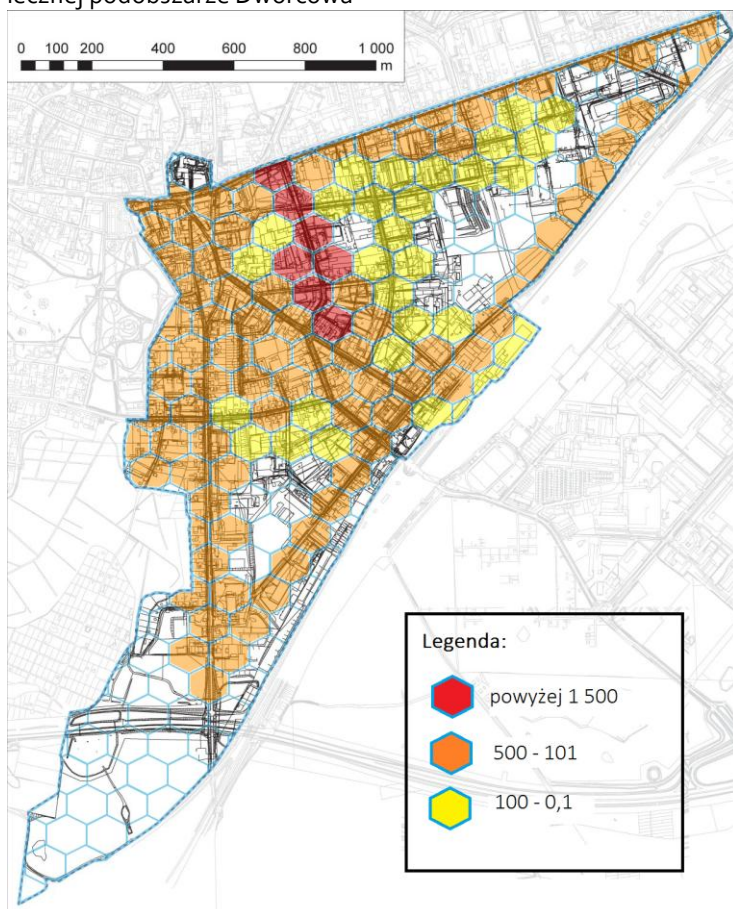 łecznej podobszarze Dworcowa
0 100 200 400 600 800 1 000
m
Legenda:
powyżej 1 500
500 - 101
100 - 0,1